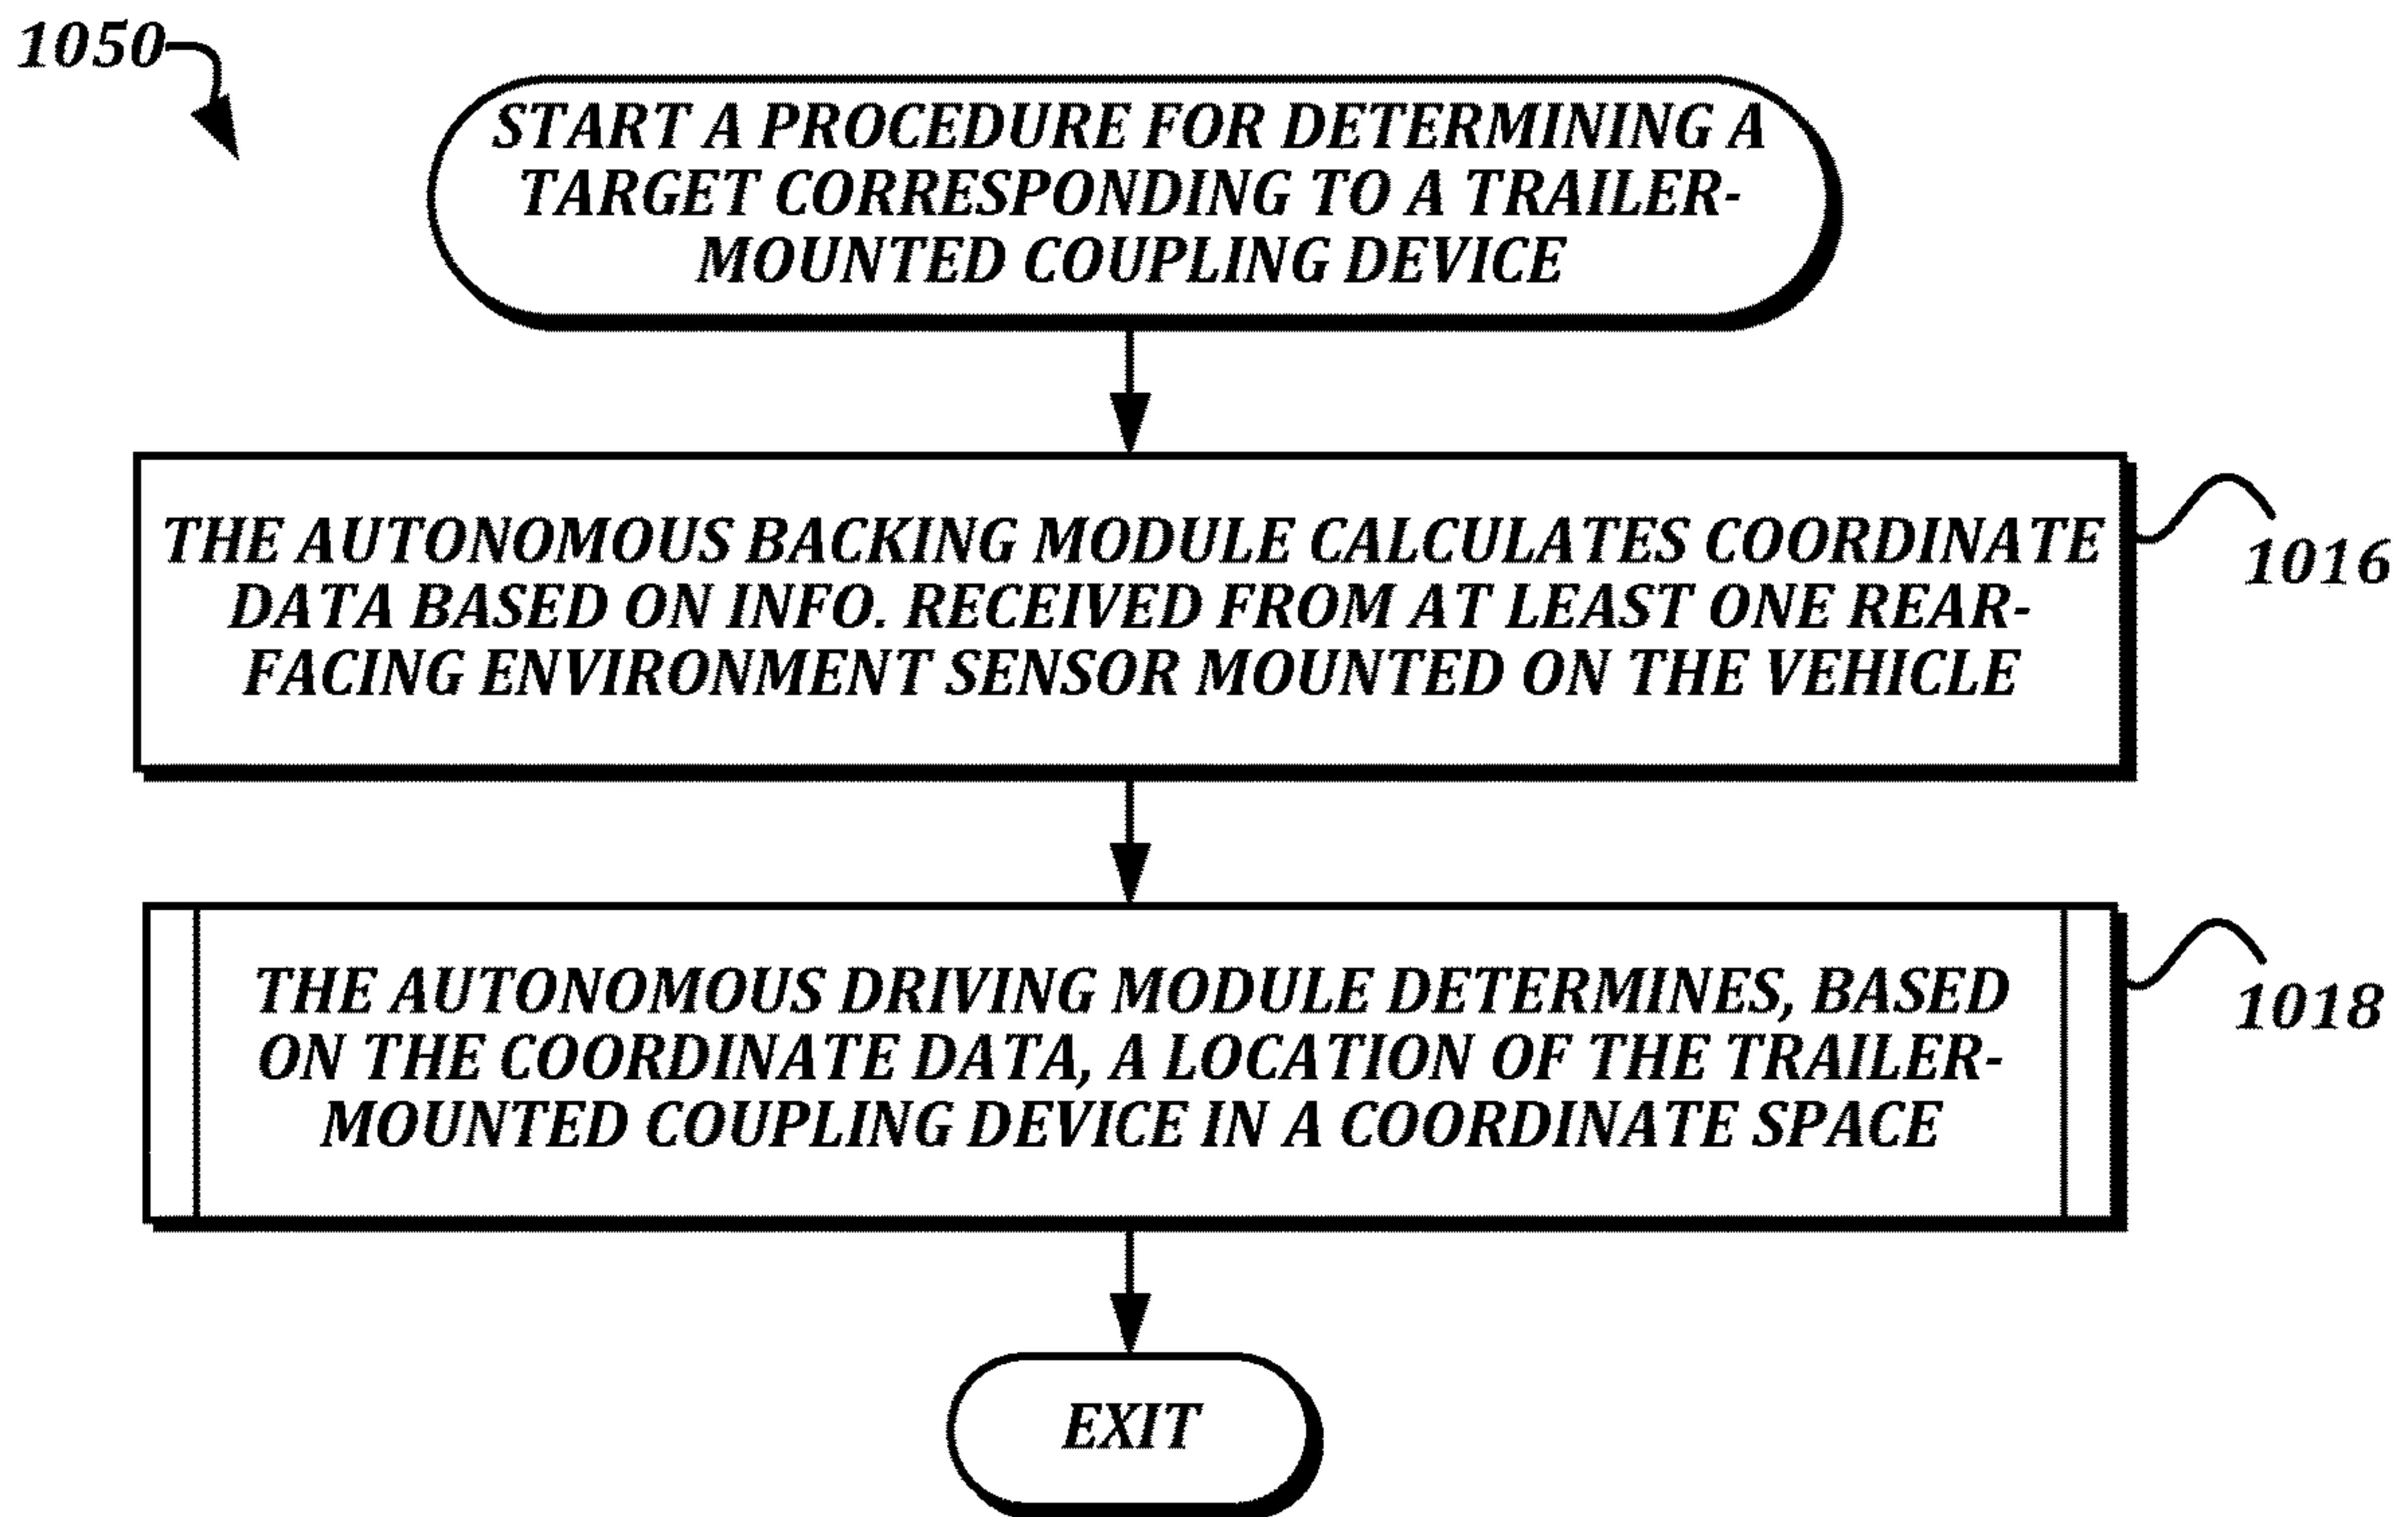 1050
START A PROCEDURE FOR DETERMINING A
TARGET CORRESPONDING TO A TRAILER-
MOUNTED COUPLING DEVICE
THE AUTONOMOUS BACKING MODULE CALCULATES COORDINATE
DATA BASED ON INFO. RECEIVED FROM AT LEAST ONE REAR-
FACING ENVIRONMENT SENSOR MOUNTED ON THE VEHICLE
1016
THE AUTONOMOUS DRIVING MODULE DETERMINES, BASED
ON THE COORDINATE DATA, A LOCATION OF THE TRAILER-
MOUNTED COUPLING DEVICE IN A COORDINATE SPACE
1018
EXIT